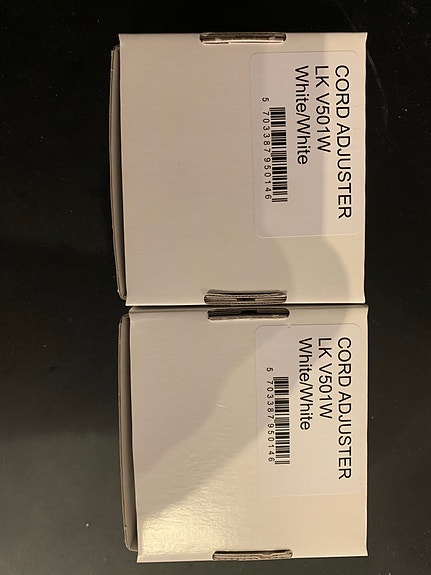 CORD ADJUSTER
LK V501W
White/White
5 703387 950146
CORD ADJUSTER
LK V501W
White/White
5 703387 950146